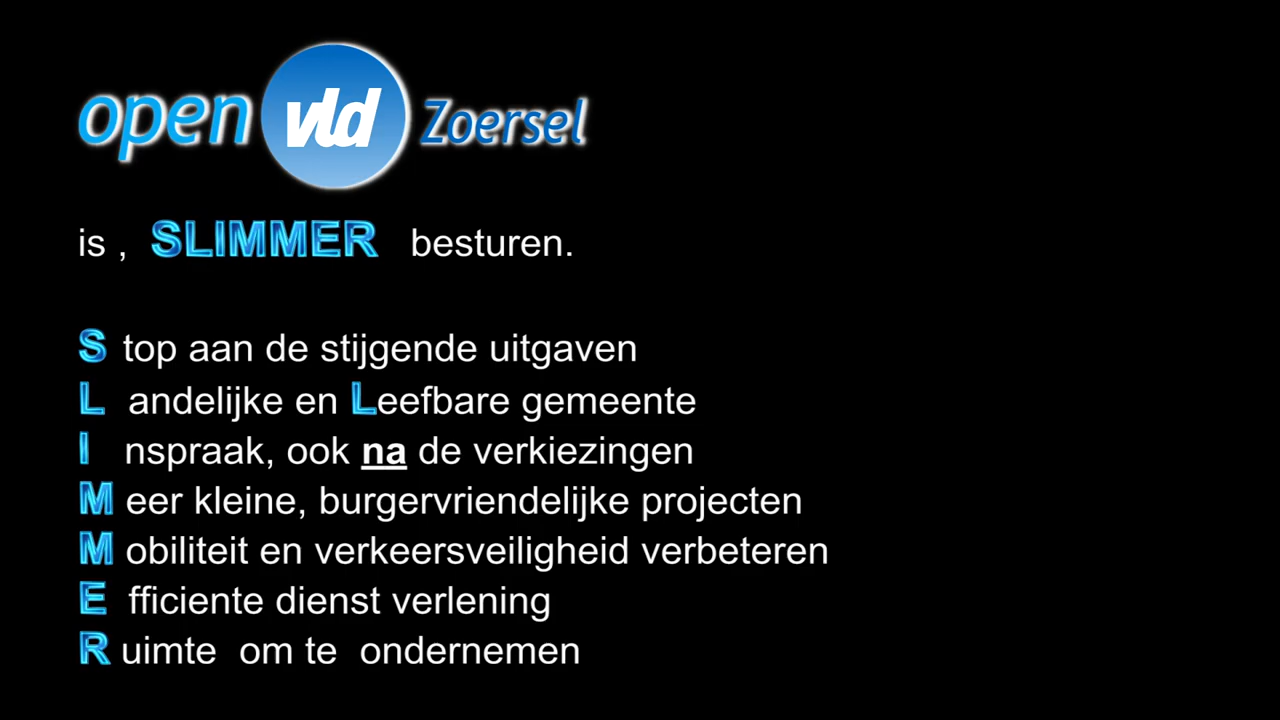 open vld Zoersel
is , SLIMMER besturen.
S top aan de stijgende uitgaven
L andelijke en Leefbare gemeente
I nspraak, ook na de verkiezingen
M eer kleine, burgervriendelijke projecten
M obiliteit en verkeersveiligheid verbeteren
E fficiente dienst verlening
R uimte om te ondernemen